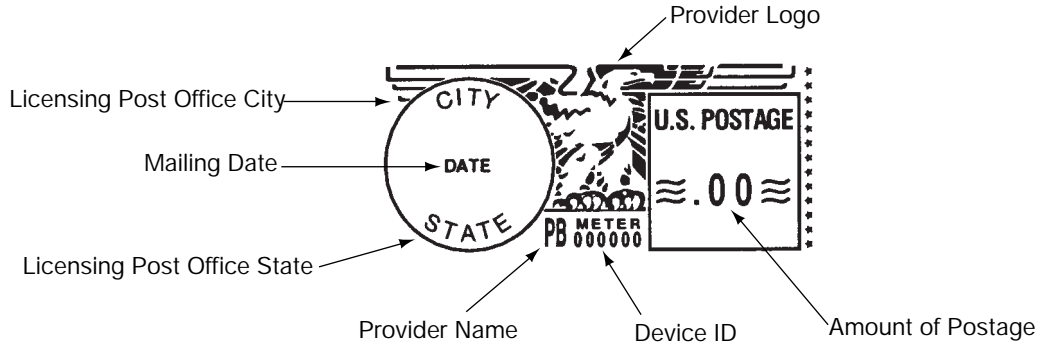 Provider Logo
Licensing Post Office City
CITY
U.S. POSTAGE
Mailing Date
DATE
.00
STATE
PB METER
000000
Licensing Post Office State
Provider Name
Device ID
Amount of Postage